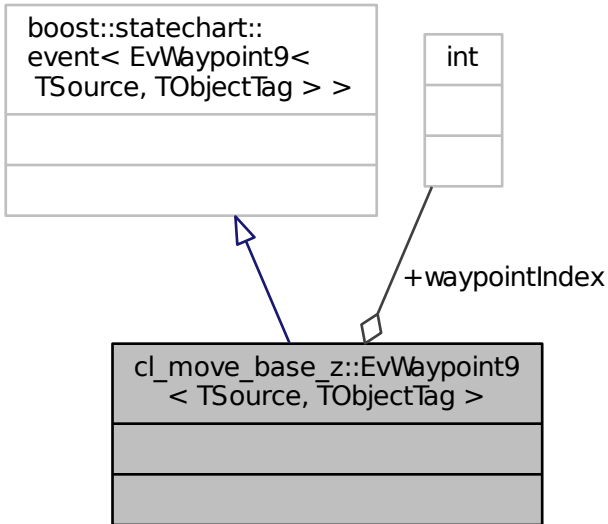 boost::statechart::
event< EvWaypoint9<
TSource, TObjectTag > >
int
+waypointIndex
cl_move_base_z::EvWaypoint9
< TSource, TObjectTag >